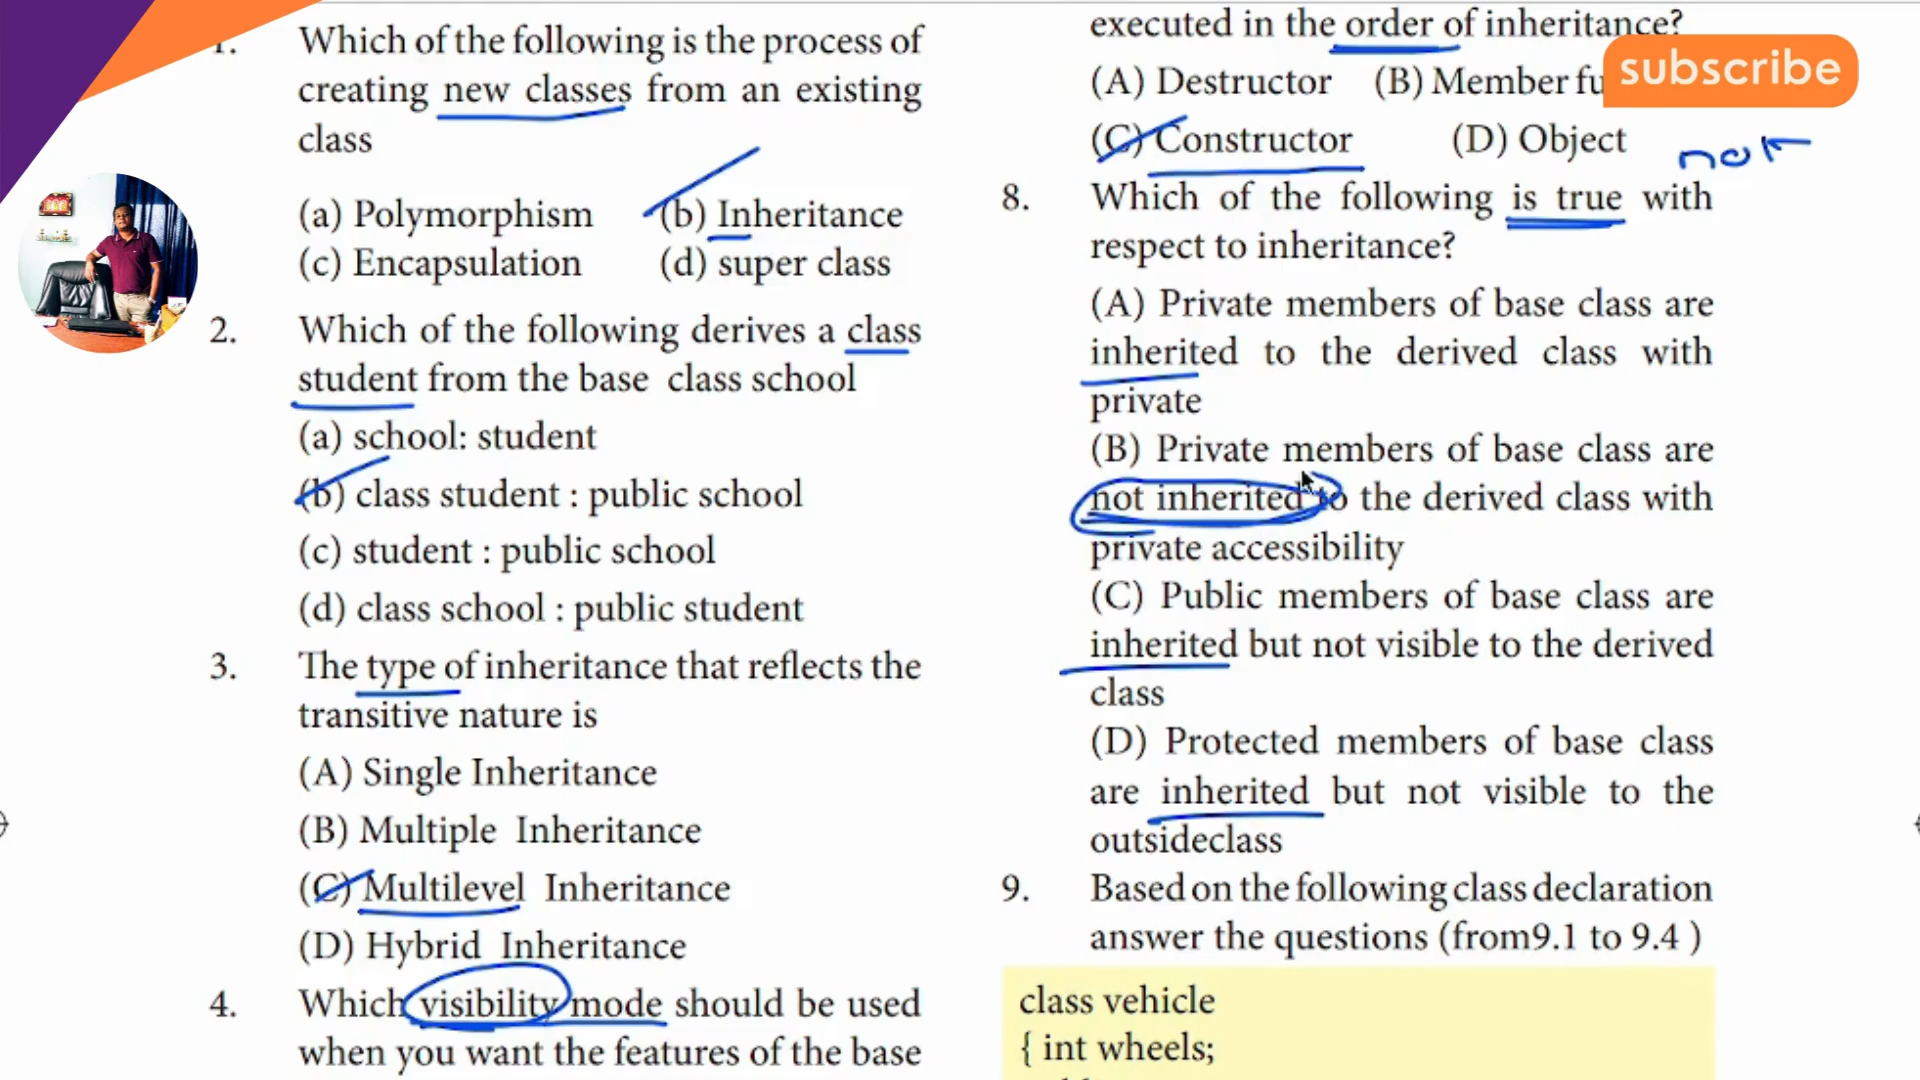 1.
Which of the following is the process of
creating new classes from an existing
class
(a) Polymorphism (b) Inheritance
(c) Encapsulation (d) super class
2. Which of the following derives a class
student from the base class school
(a) school: student
(b) class student : public school
(c) student : public school
(d) class school : public student
3. The type of inheritance that reflects the
transitive nature is
(A) Single Inheritance
(B) Multiple Inheritance
(C) Multilevel Inheritance
(D) Hybrid Inheritance
4. Which visibility mode should be used
when you want the features of the base
executed in the order of inheritance?
subscribe
(A) Destructor (B) Member fu
(C) Constructor (D) Object
not
8. Which of the following is true with
respect to inheritance?
(A) Private members of base class are
inherited to the derived class with
private
(B) Private members of base class are
not inherited to the derived class with
private accessibility
(C) Public members of base class are
inherited but not visible to the derived
class
(D) Protected members of base class
are inherited but not visible to the
outsideclass
9. Based on the following class declaration
answer the questions (from9.1 to 9.4 )
class vehicle
{ int wheels;